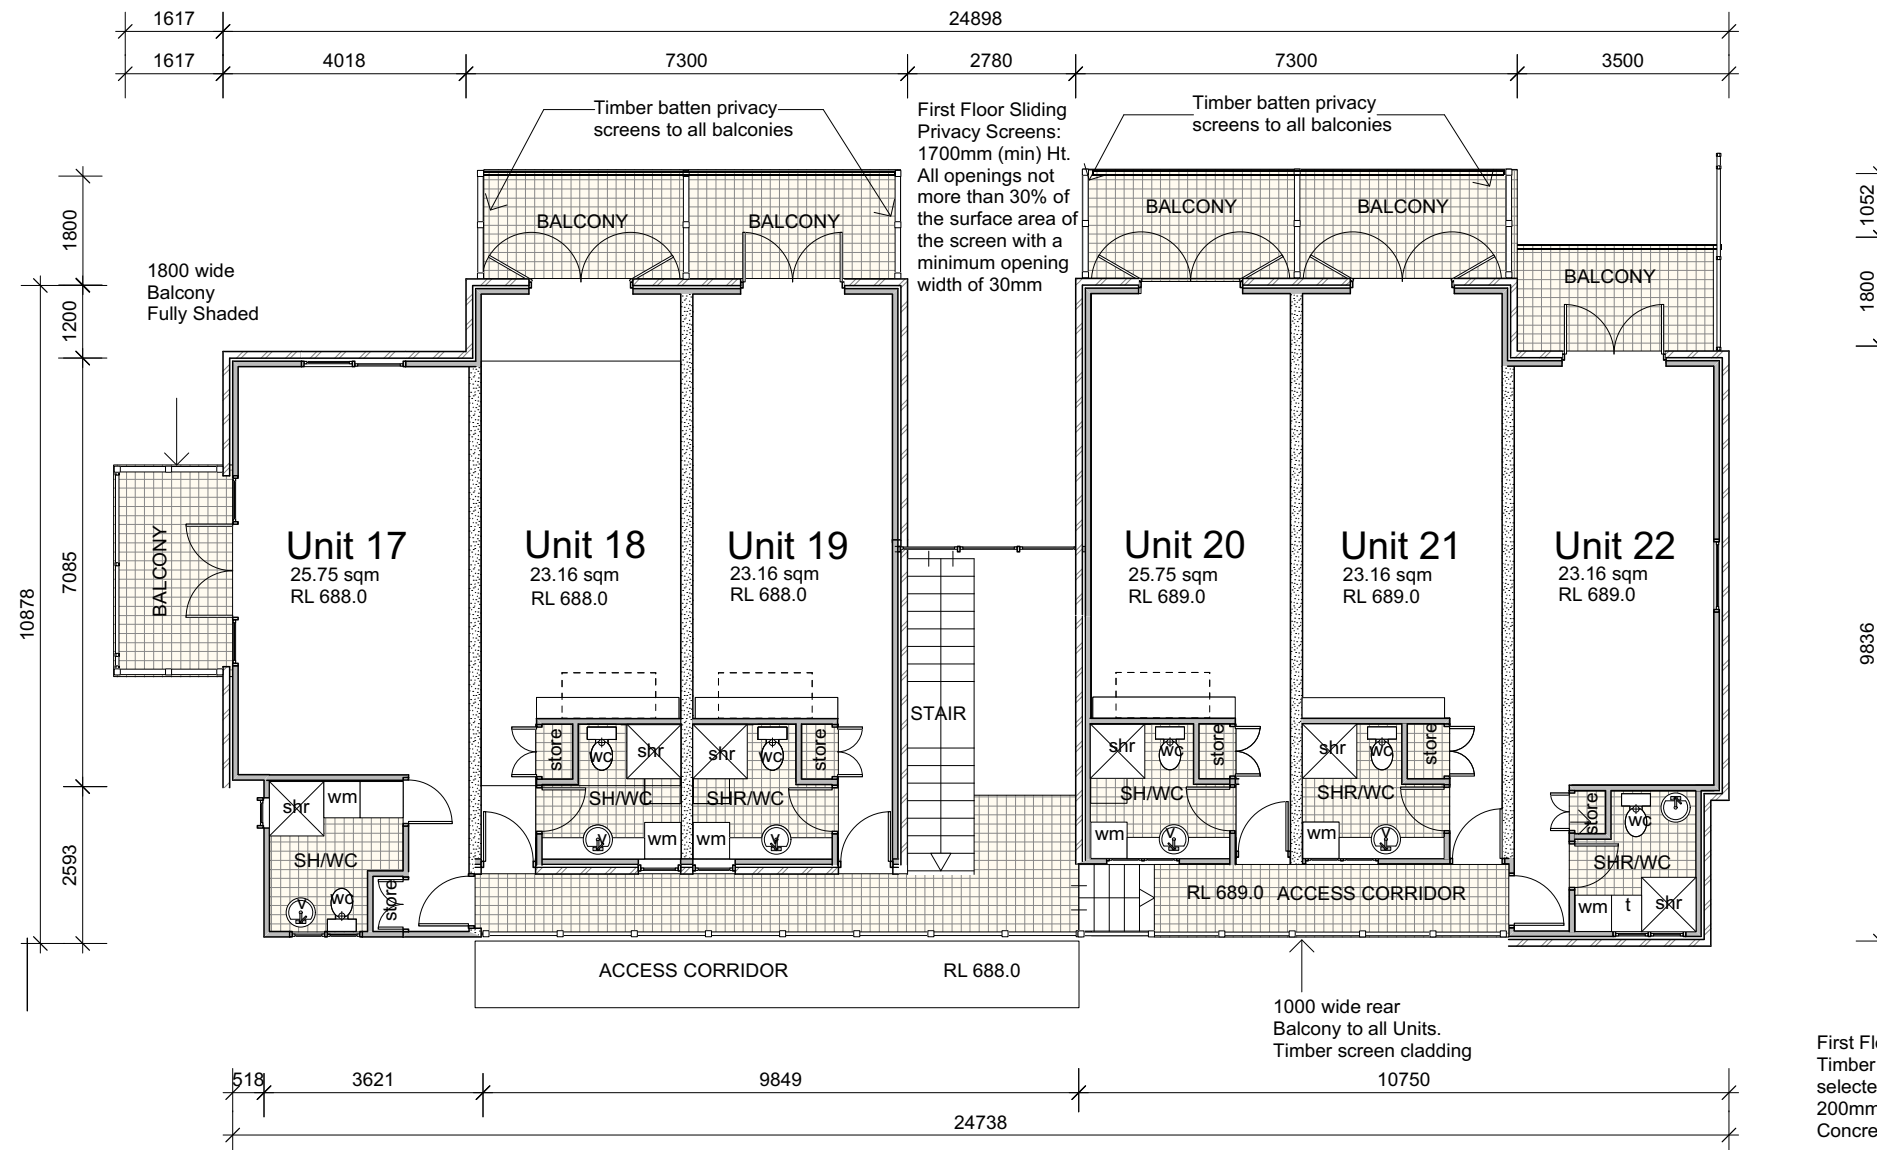 1617
24898
1617
4018
7300
2780
7300
3500
Timber batten privacy
screens to all balconies
First Floor Sliding
Privacy Screens:
1700mm (min) Ht.
All openings not
more than 30% of
the surface area of
the screen with a
minimum opening
width of 30mm
Timber batten privacy
screens to all balconies
1800
1200
7085
10878
2593
1052
1800
9836
1800 wide
Balcony
Fully Shaded
BALCONY
BALCONY
BALCONY
BALCONY
BALCONY
BALCONY
Unit 17
25.75 sqm
RL 688.0
Unit 18
23.16 sqm
RL 688.0
Unit 19
23.16 sqm
RL 688.0
Unit 20
25.75 sqm
RL 689.0
Unit 21
23.16 sqm
RL 689.0
Unit 22
23.16 sqm
RL 689.0
STAIR
shr
wm
SH/WC
wc
store
store
wc
shr
SH/WC
wm
shr
wc
store
SHR/WC
wm
shr
wc
store
SH/WC
wm
shr
wc
store
SHR/WC
wm
store
wc
SHR/WC
wm
t
shr
RL 689.0 ACCESS CORRIDOR
ACCESS CORRIDOR
RL 688.0
1000 wide rear
Balcony to all Units.
Timber screen cladding
First Fl
Timber
selecte
200mm
Concre
518
3621
9849
10750
24738